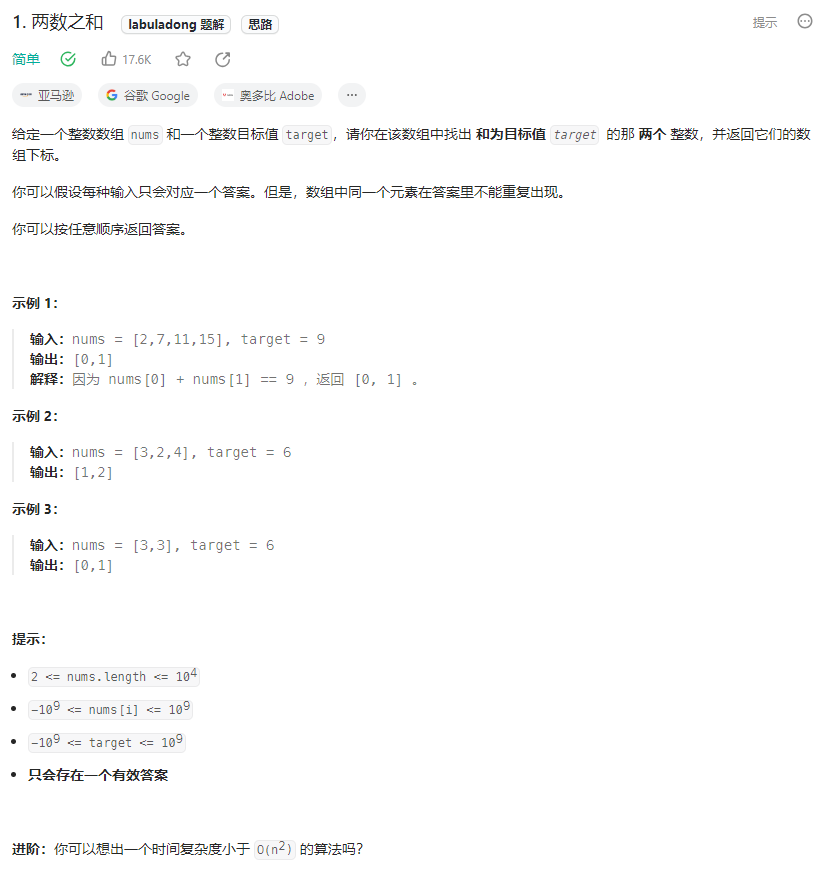 1. 两数之和 labuladong 题解 思路 提示
简单 17.6K
亚马逊 谷歌 Google 奥多比 Adobe ···
给定一个整数数组 nums 和一个整数目标值 target，请你在该数组中找出 和为目标值 target 的那 两个 整数，并返回它们的数
组下标。
你可以假设每种输入只会对应一个答案。但是，数组中同一个元素在答案里不能重复出现。
你可以按任意顺序返回答案。
示例 1：
输入：nums = [2,7,11,15], target = 9
输出：[0,1]
解释：因为 nums[0] + nums[1] == 9 ，返回 [0, 1] 。
示例 2：
输入：nums = [3,2,4], target = 6
输出：[1,2]
示例 3：
输入：nums = [3,3], target = 6
输出：[0,1]
提示：
• 2 <= nums.length <= 10⁴
• -10⁹ <= nums[i] <= 10⁹
• -10⁹ <= target <= 10⁹
• 只会存在一个有效答案
进阶：你可以想出一个时间复杂度小于 O(n²) 的算法吗？